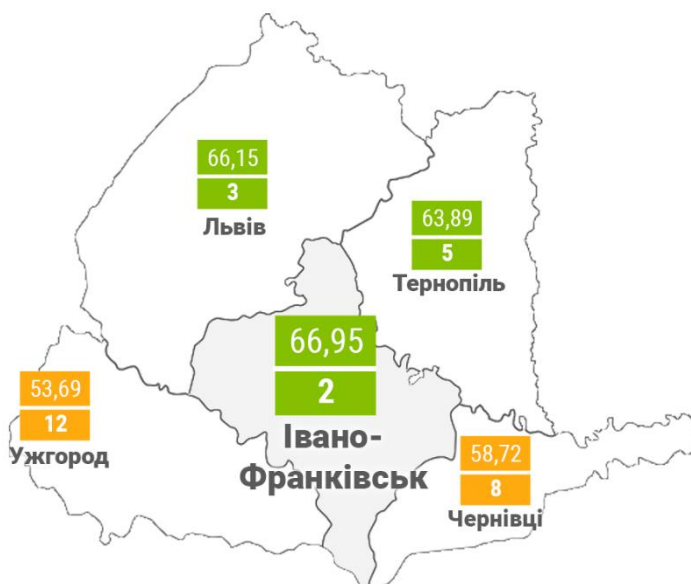 66,15
3
Львів
63,89
5
Тернопіль
66,95
2
Івано-
Франківськ
53,69
12
Ужгород
58,72
8
Чернівці